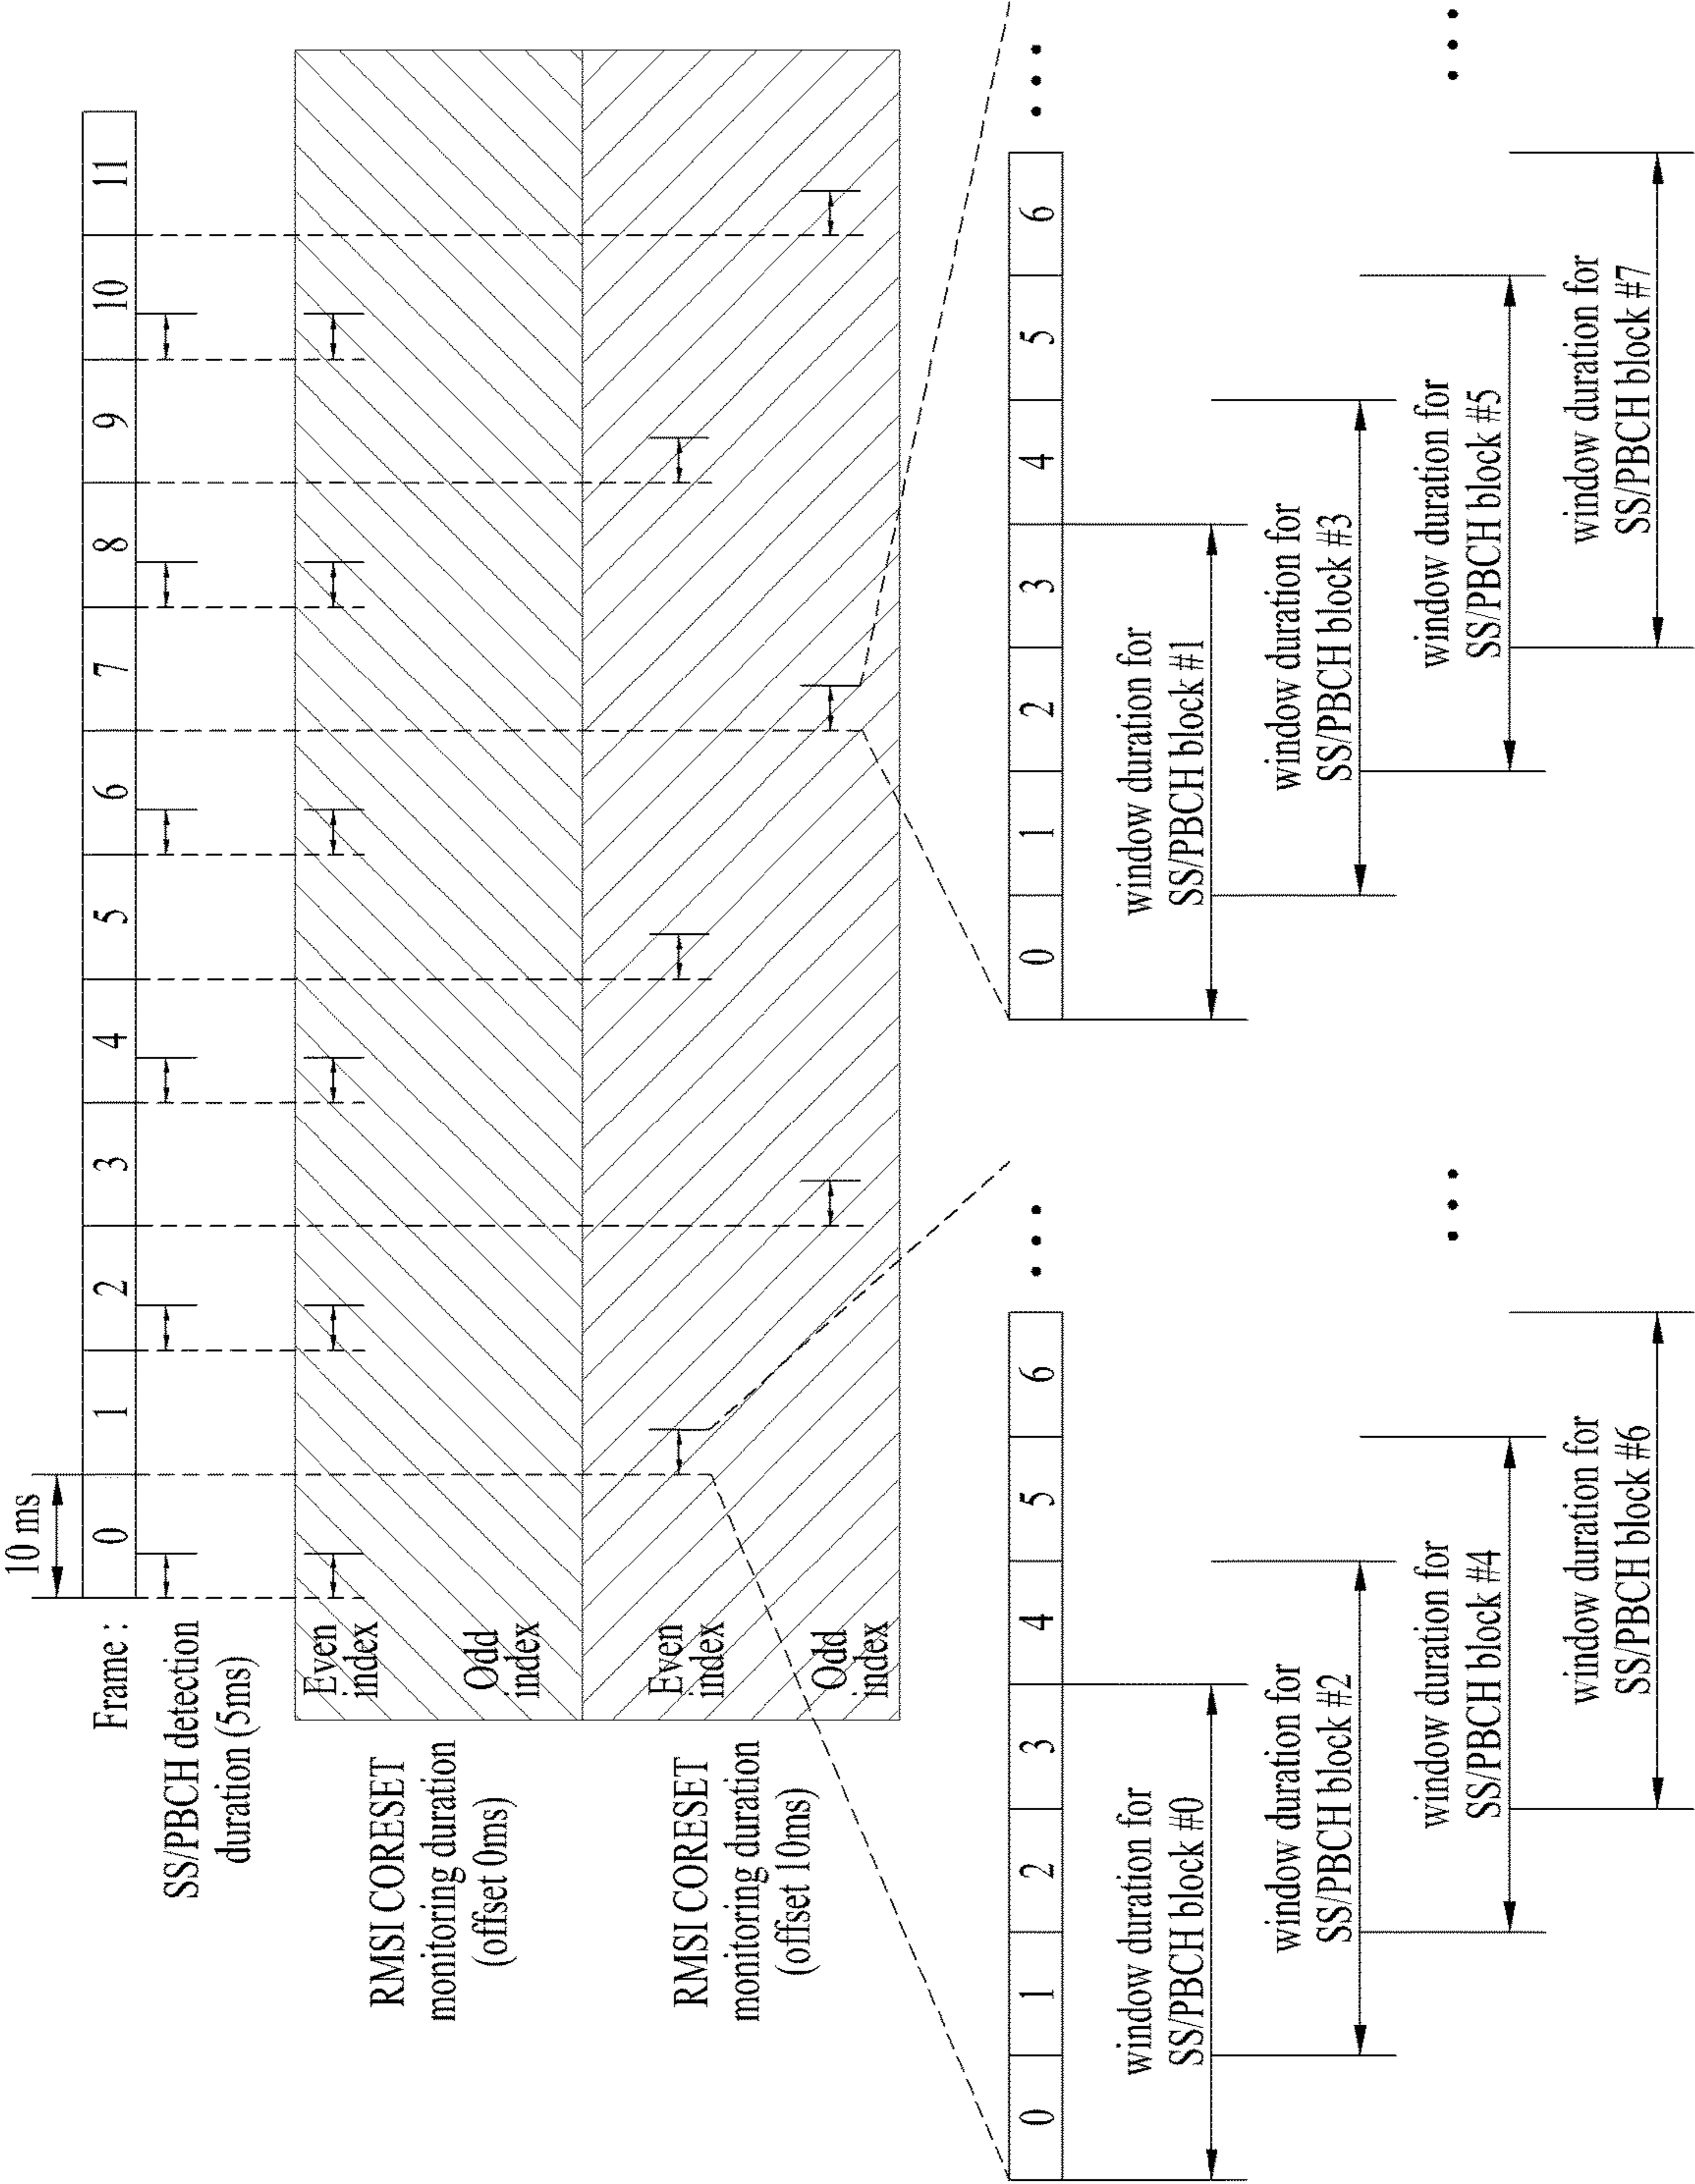 10 ms
Frame : 0 1 2 3 4 5 6 7 8 9 10 11
SS/PBCH detection
duration (5ms)
RMSI CORESET
monitoring duration
(offset 0ms)
Even
index
Odd
index
RMSI CORESET
monitoring duration
(offset 10ms)
Even
index
Odd
index
0 1 2 3 4 5 6 •••
window duration for
SS/PBCH block #0
window duration for
SS/PBCH block #2
window duration for
SS/PBCH block #4
window duration for
SS/PBCH block #6
•••
0 1 2 3 4 5 6 •••
window duration for
SS/PBCH block #1
window duration for
SS/PBCH block #3
window duration for
SS/PBCH block #5
window duration for
SS/PBCH block #7
•••